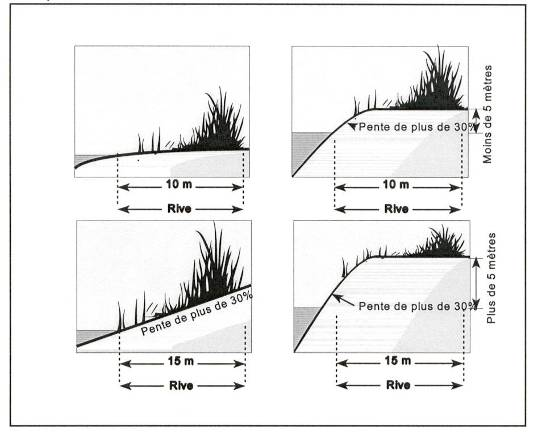 Pente de plus de 30%
Moins de 5 mètres
10 m
Rive
10 m
Rive
Pente de plus de 30%
Pente de plus de 30%
Plus de 5 mètres
15 m
Rive
15 m
Rive